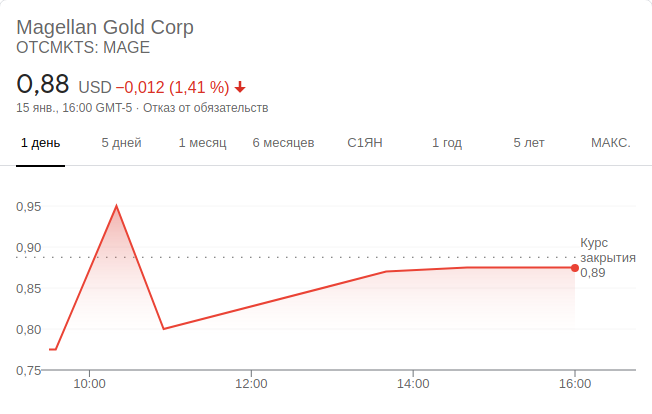 Magellan Gold Corp
OTCMKTS: MAGE
0,88 USD −0,012 (1,41 %)
15 янв., 16:00 GMT-5 · Отказ от обязательств
1 день 5 дней 1 месяц 6 месяцев С1ЯН 1 год 5 лет МАКС.
0,95
0,90
0,85
0,80
0,75
Курс
закрытия
0,89
10:00 12:00 14:00 16:00